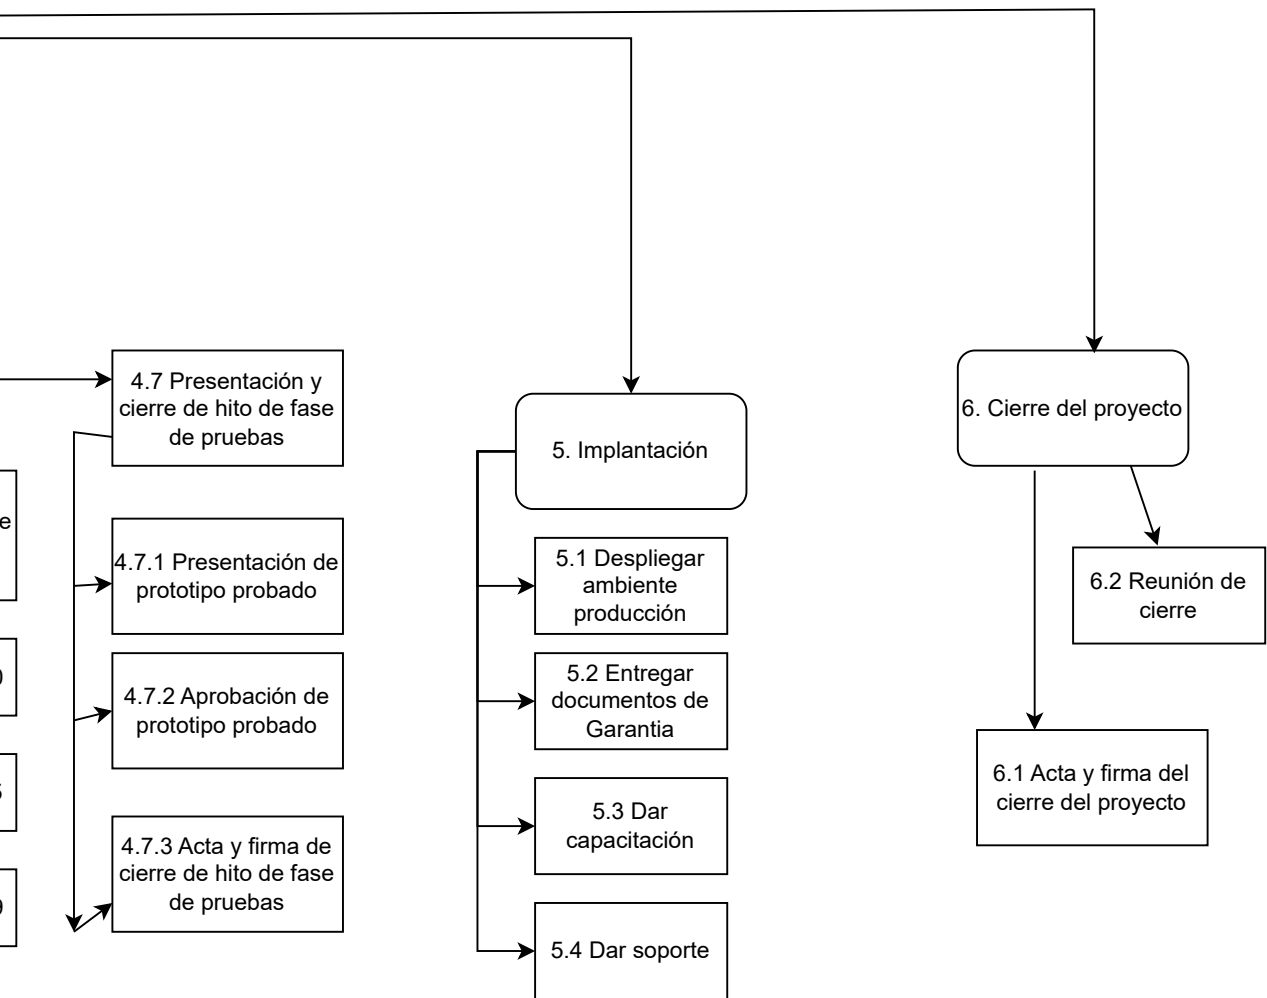 4.7 Presentación y
cierre de hito de fase
de pruebas
4.7.1 Presentación de
prototipo probado
4.7.2 Aprobación de
prototipo probado
4.7.3 Acta y firma de
cierre de hito de fase
de pruebas
5. Implantación
5.1 Despliegar
ambiente
producción
5.2 Entregar
documentos de
Garantia
5.3 Dar
capacitación
5.4 Dar soporte
6. Cierre del proyecto
6.2 Reunión de
cierre
6.1 Acta y firma del
cierre del proyecto